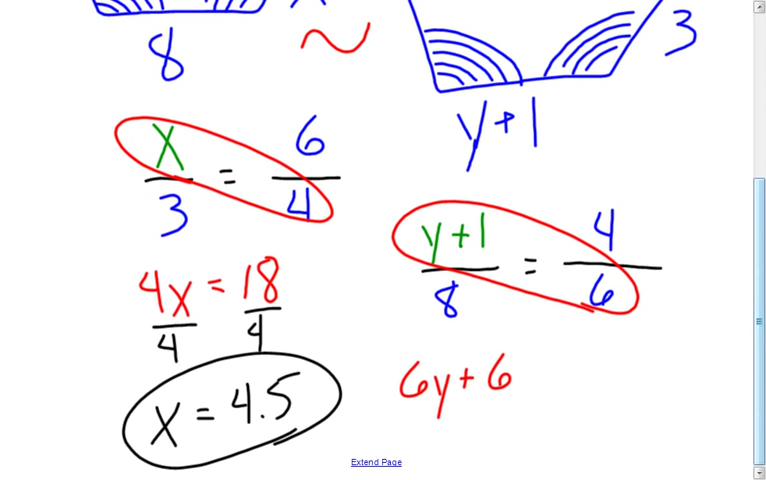 8
~
3
y+1
x/3 = 6/4
y+1/8 = 4/6
4x = 18
4 4
x = 4.5
6y+6
Extend Page